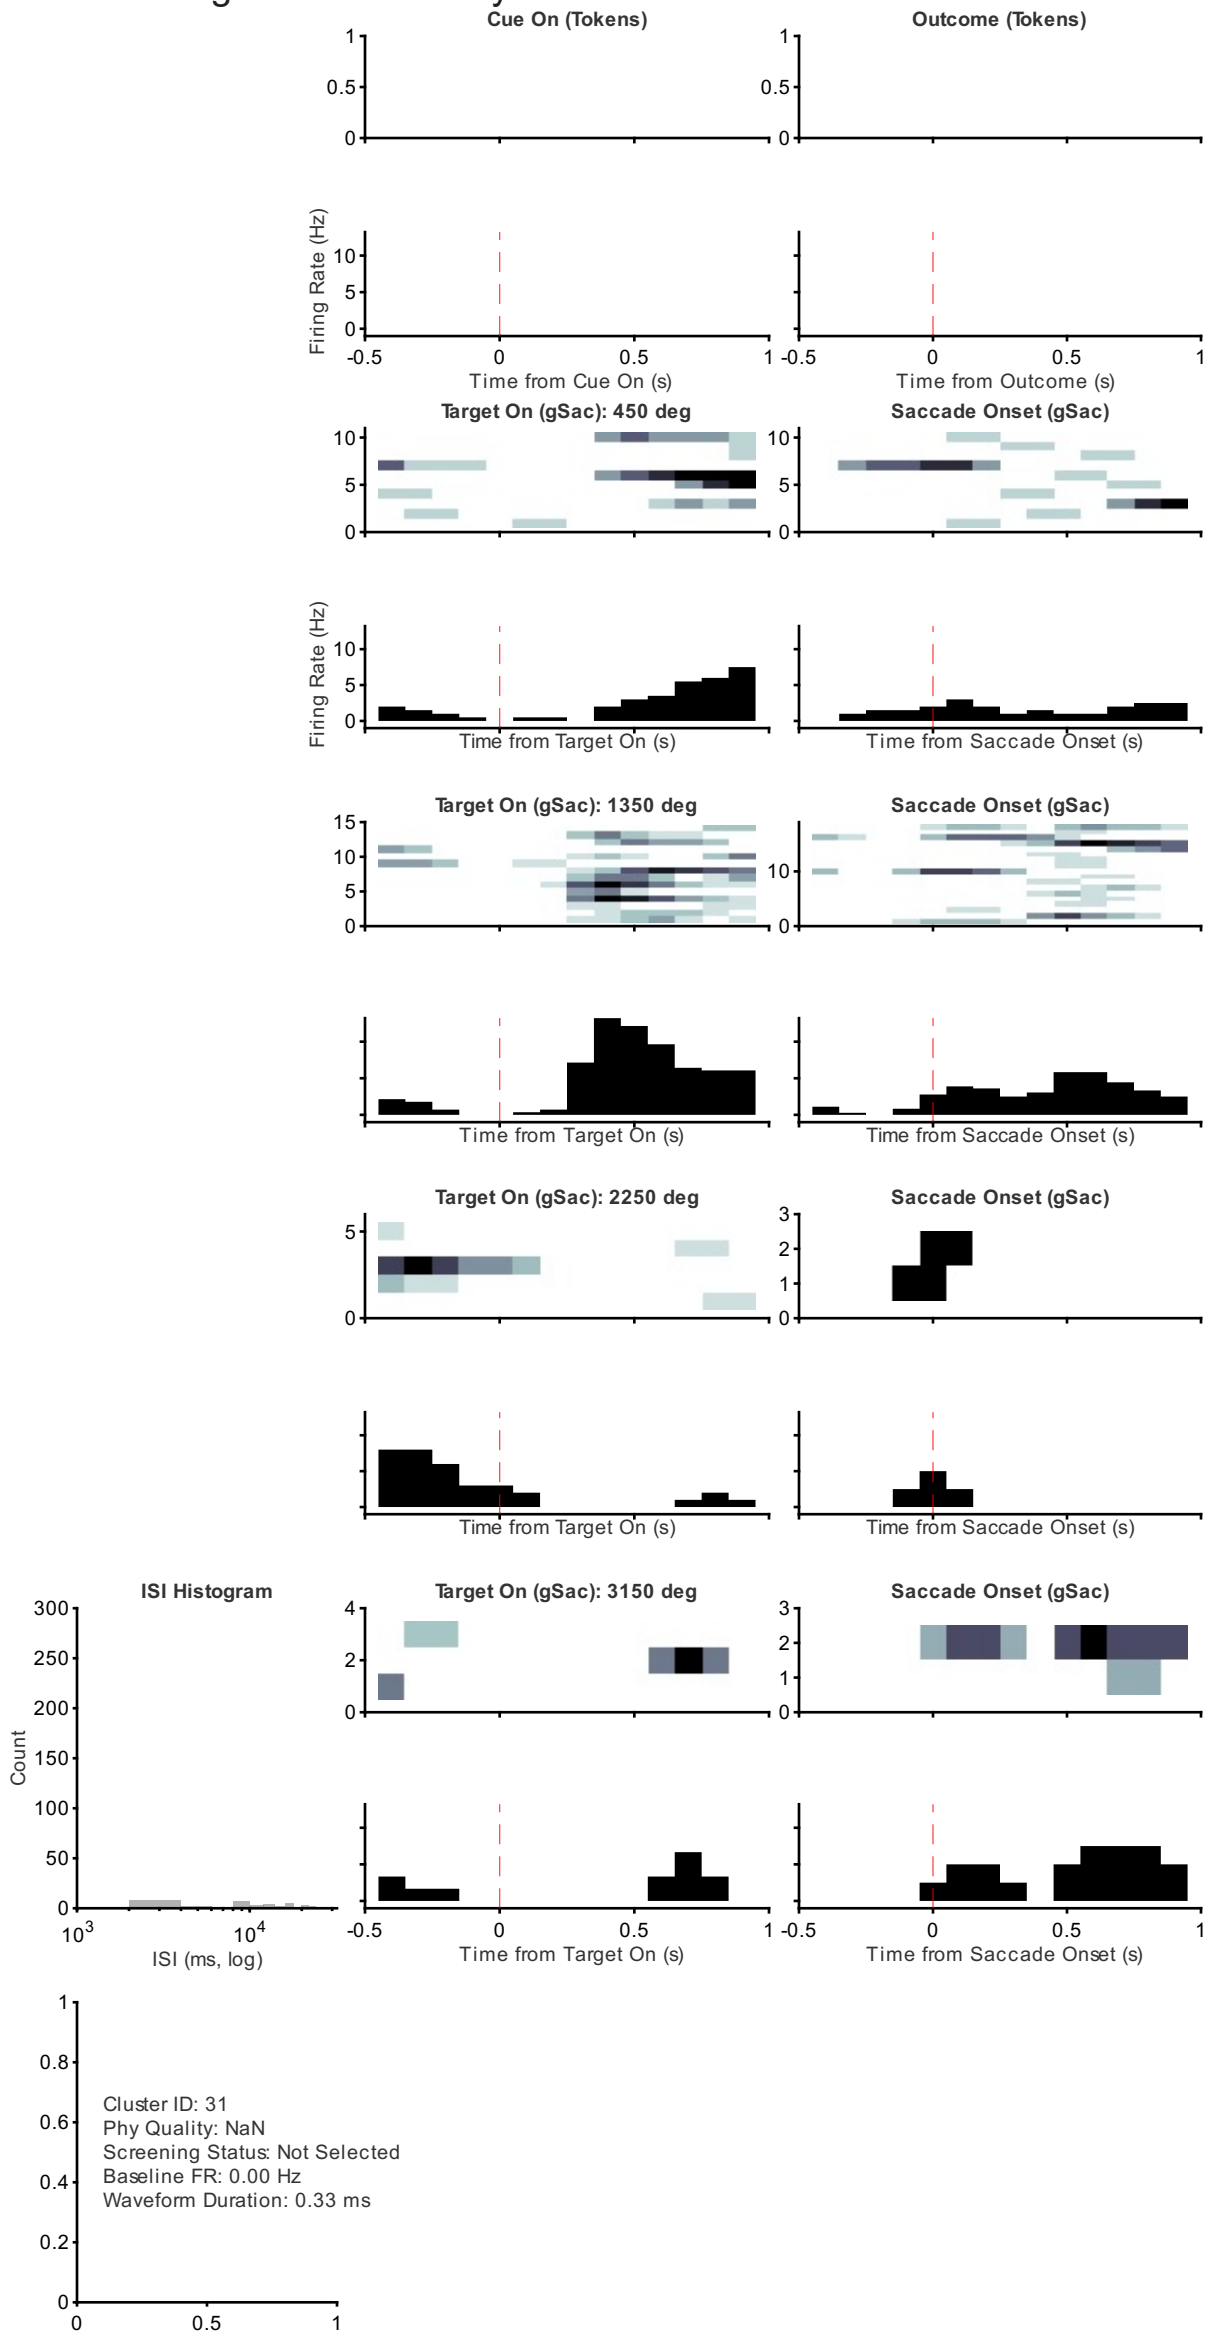 Cue On (Tokens)
Outcome (Tokens)
1
0.5
0
1
0.5
0
Firing Rate (Hz)
10
5
0
-0.5 0 0.5 1
-0.5 0 0.5 1
Time from Cue On (s)
Time from Outcome (s)
Target On (gSac): 450 deg
Saccade Onset (gSac)
10
5
0
10
5
0
Firing Rate (Hz)
10
5
0
Time from Target On (s)
Time from Saccade Onset (s)
Target On (gSac): 1350 deg
Saccade Onset (gSac)
15
10
5
0
10
0
Time from Target On (s)
Time from Saccade Onset (s)
Target On (gSac): 2250 deg
Saccade Onset (gSac)
5
0
3
2
1
0
Time from Target On (s)
Time from Saccade Onset (s)
ISI Histogram
Target On (gSac): 3150 deg
Saccade Onset (gSac)
300
250
200
150
100
50
0
Count
10^3 10^4
ISI (ms, log)
4
2
0
3
2
1
0
-0.5 0 0.5 1
-0.5 0 0.5 1
Time from Target On (s)
Time from Saccade Onset (s)
1
0.8
0.6
0.4
0.2
0
Cluster ID: 31
Phy Quality: NaN
Screening Status: Not Selected
Baseline FR: 0.00 Hz
Waveform Duration: 0.33 ms
0 0.5 1